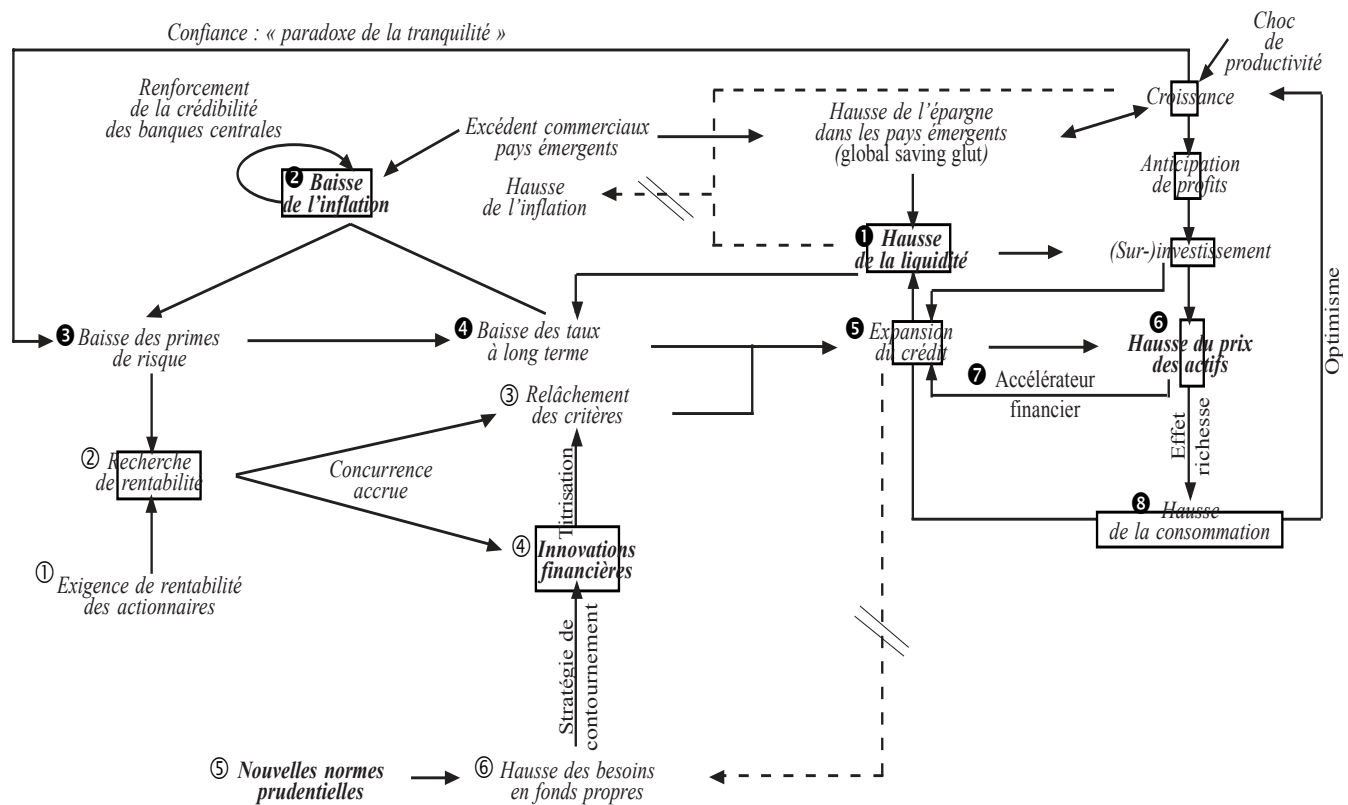 Confiance : « paradoxe de la tranquilité »
Choc
de
productivité
Renforcement
de la crédibilité
des banques centrales
Excédent commerciaux
pays émergents
Hausse de l’épargne
dans les pays émergents
(global saving glut)
Croissance
❷ Baisse
de l’inflation
Hausse
de l’inflation
Anticipation
de profits
❶ Hausse
de la liquidité
(Sur-)investissement
❸ Baisse des primes
de risque
❹ Baisse des taux
à long terme
❺ Expansion
du crédit
❻
Hausse du prix
des actifs
Optimisme
❼ Accélérateur
financier
③ Relâchement
des critères
② Recherche
de rentabilité
Concurrence
accrue
Titrisation
Effet
richesse
❽ Hausse
de la consommation
④ Innovations
financières
① Exigence de rentabilité
des actionnaires
Stratégie de
contournement
⑤ Nouvelles normes
prudentielles
⑥ Hausse des besoins
en fonds propres